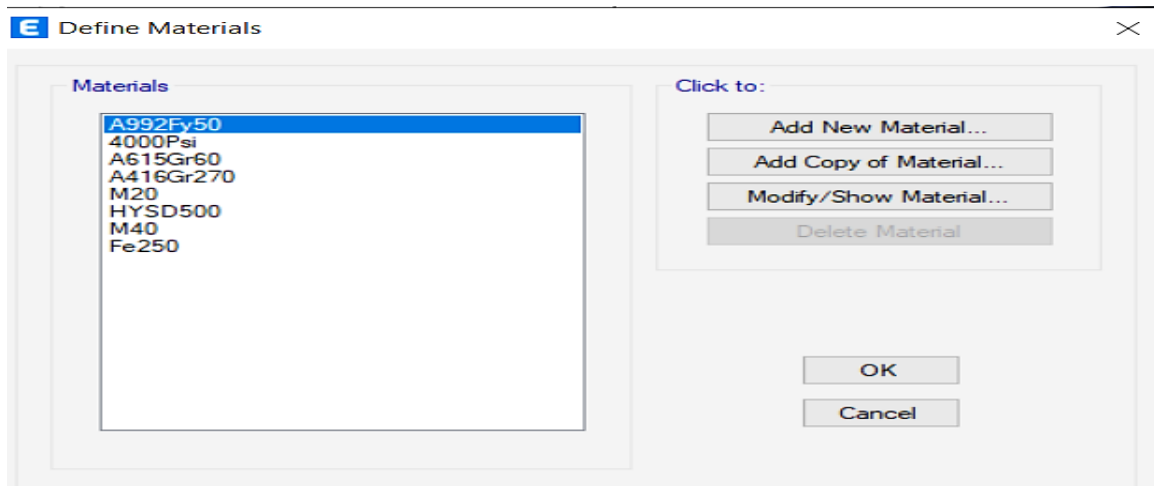 E Define Materials
Materials
A992Fy50
4000Psi
A615Gr60
A416Gr270
M20
HYSD500
M40
Fe250
Click to:
Add New Material...
Add Copy of Material...
Modify/Show Material...
Delete Material
OK
Cancel